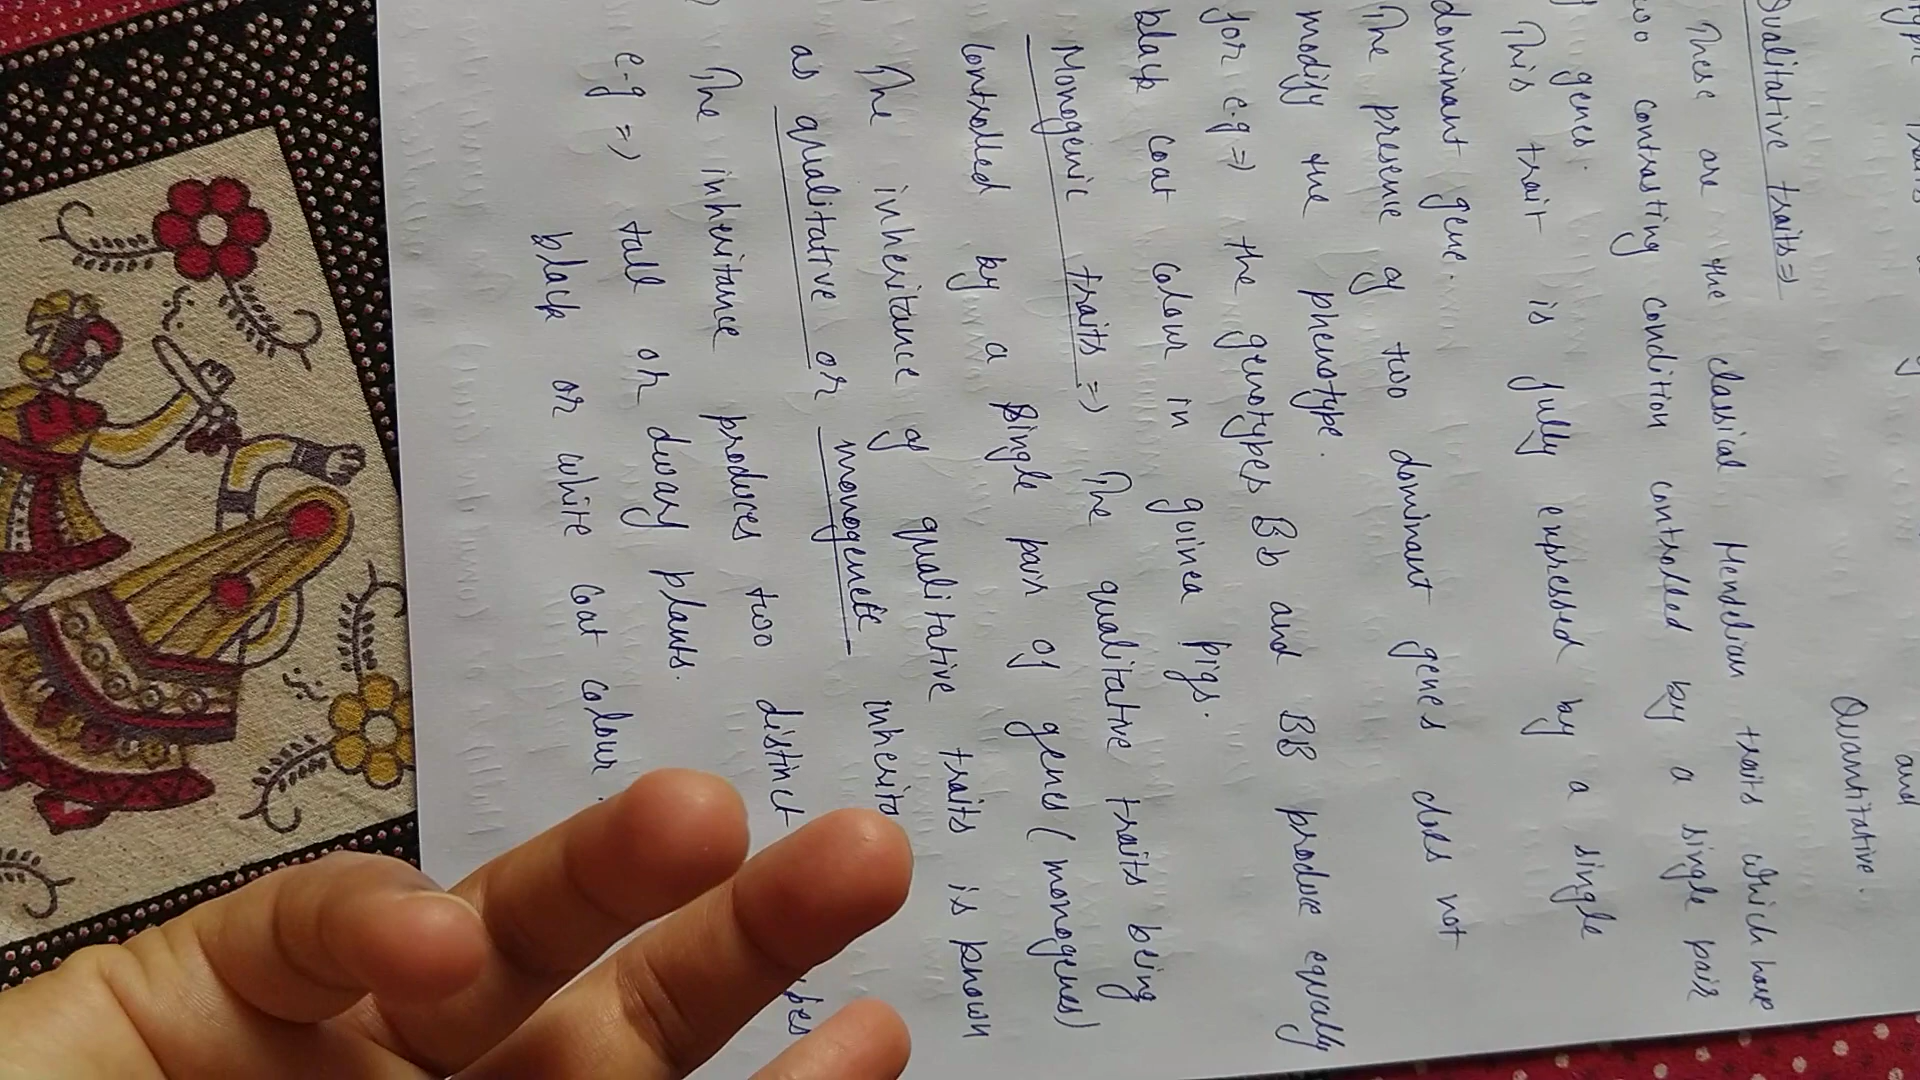 and
Quantitative.
Qualitative traits =>
These are the classical Mendelian traits which have
two contrasting condition controlled by a single pair
of genes.
This trait is fully expressed by a single
dominant gene.
The presence of two dominant genes does not
modify the phenotype.
for e.g => the genotypes Bb and BB produce equally
black coat colour in guinea pigs.
Monogenic traits => The qualitative traits being
controlled by a single pair of genes (monogenes)
The inheritance of qualitative traits is known
as qualitative or monogenetic
The inheritance produces two distinct
e.g => tall or dwarf plants.
black or white coat colour.